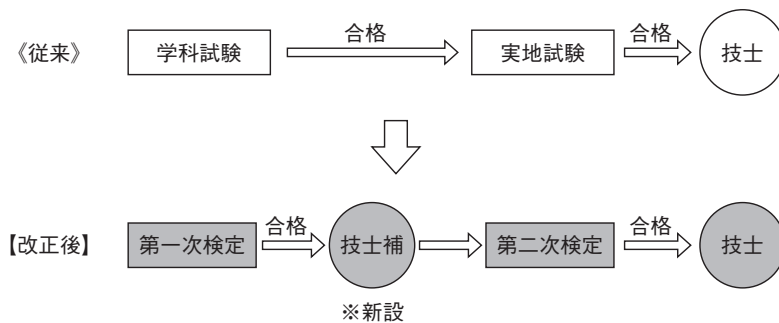 合格 合格
《従来》 学科試験 実地試験 技士
合格 合格
【改正後】 第一次検定 技士補 第二次検定 技士
※新設